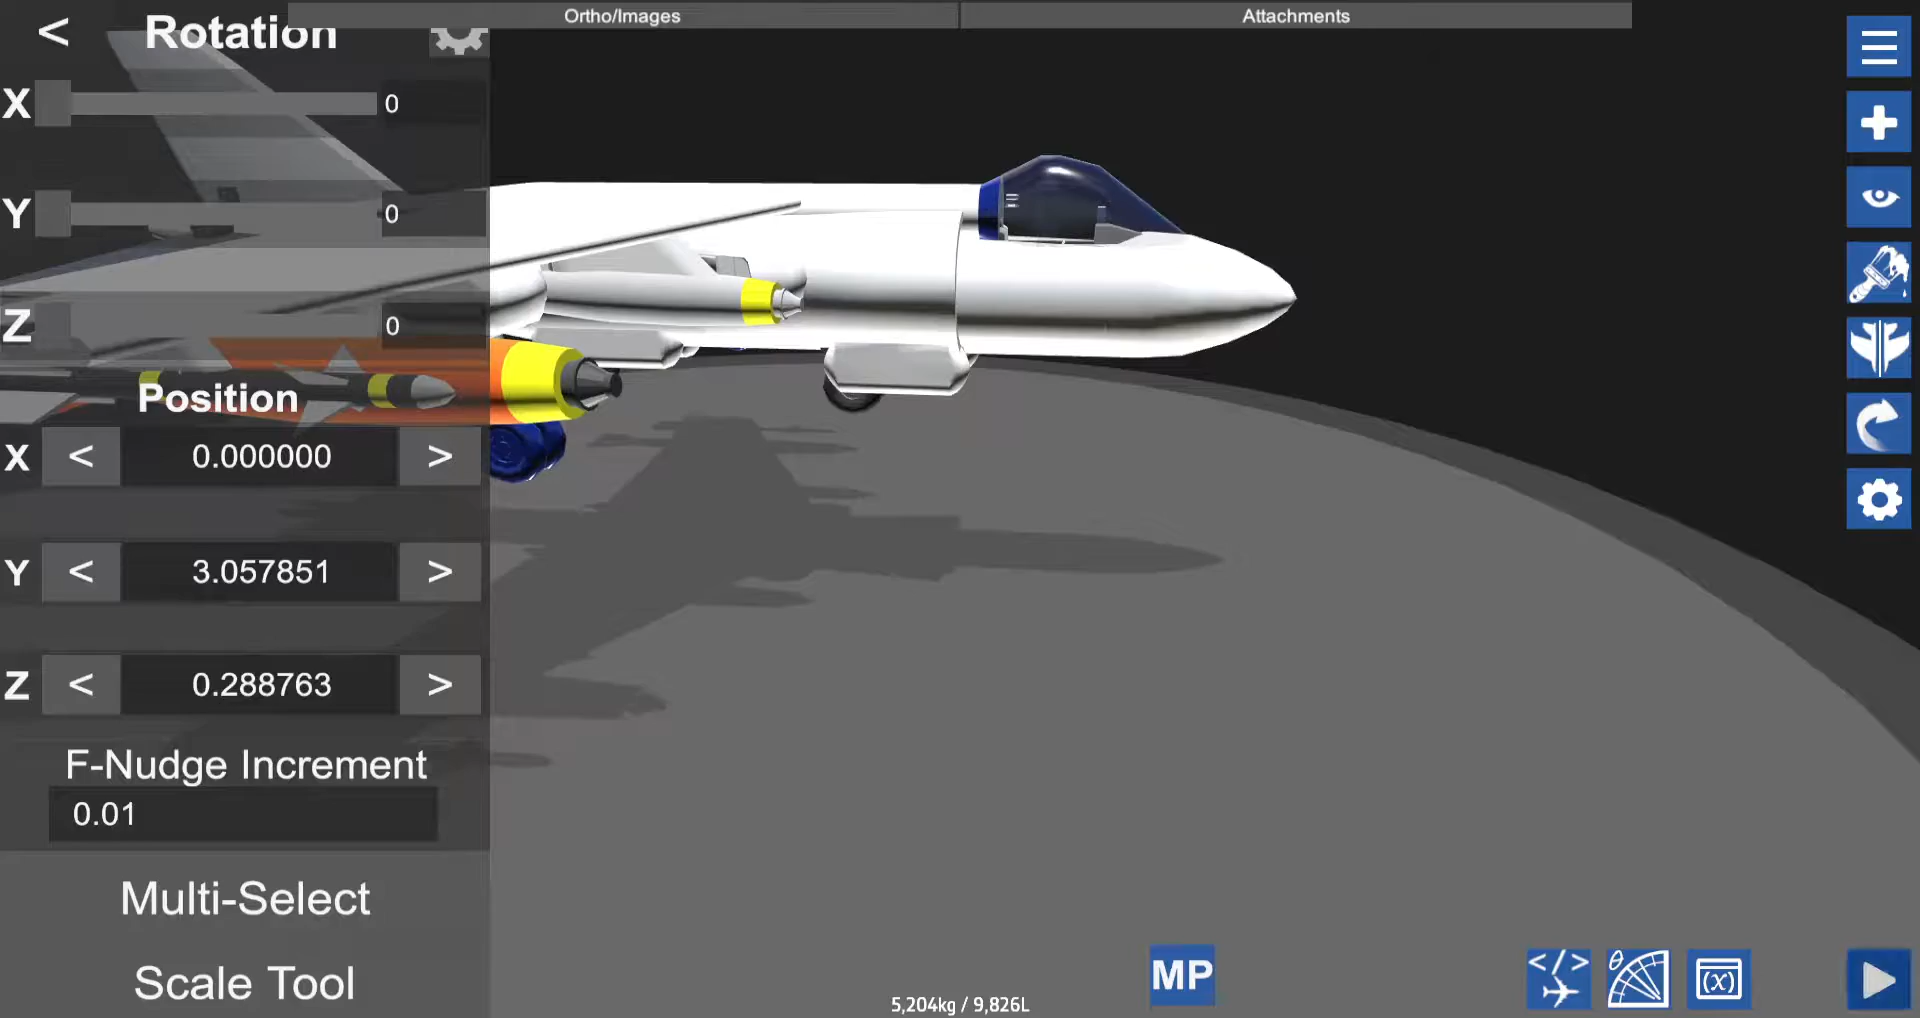 Ortho/Images
Attachments
< Rotation
X 0
Y 0
Z 0
Position
X < 0.000000 >
Y < 3.057851 >
Z < 0.288763 >
F-Nudge Increment
0.01
Multi-Select
Scale Tool
MP
5,204kg / 9,826L
</>
θ
(x)